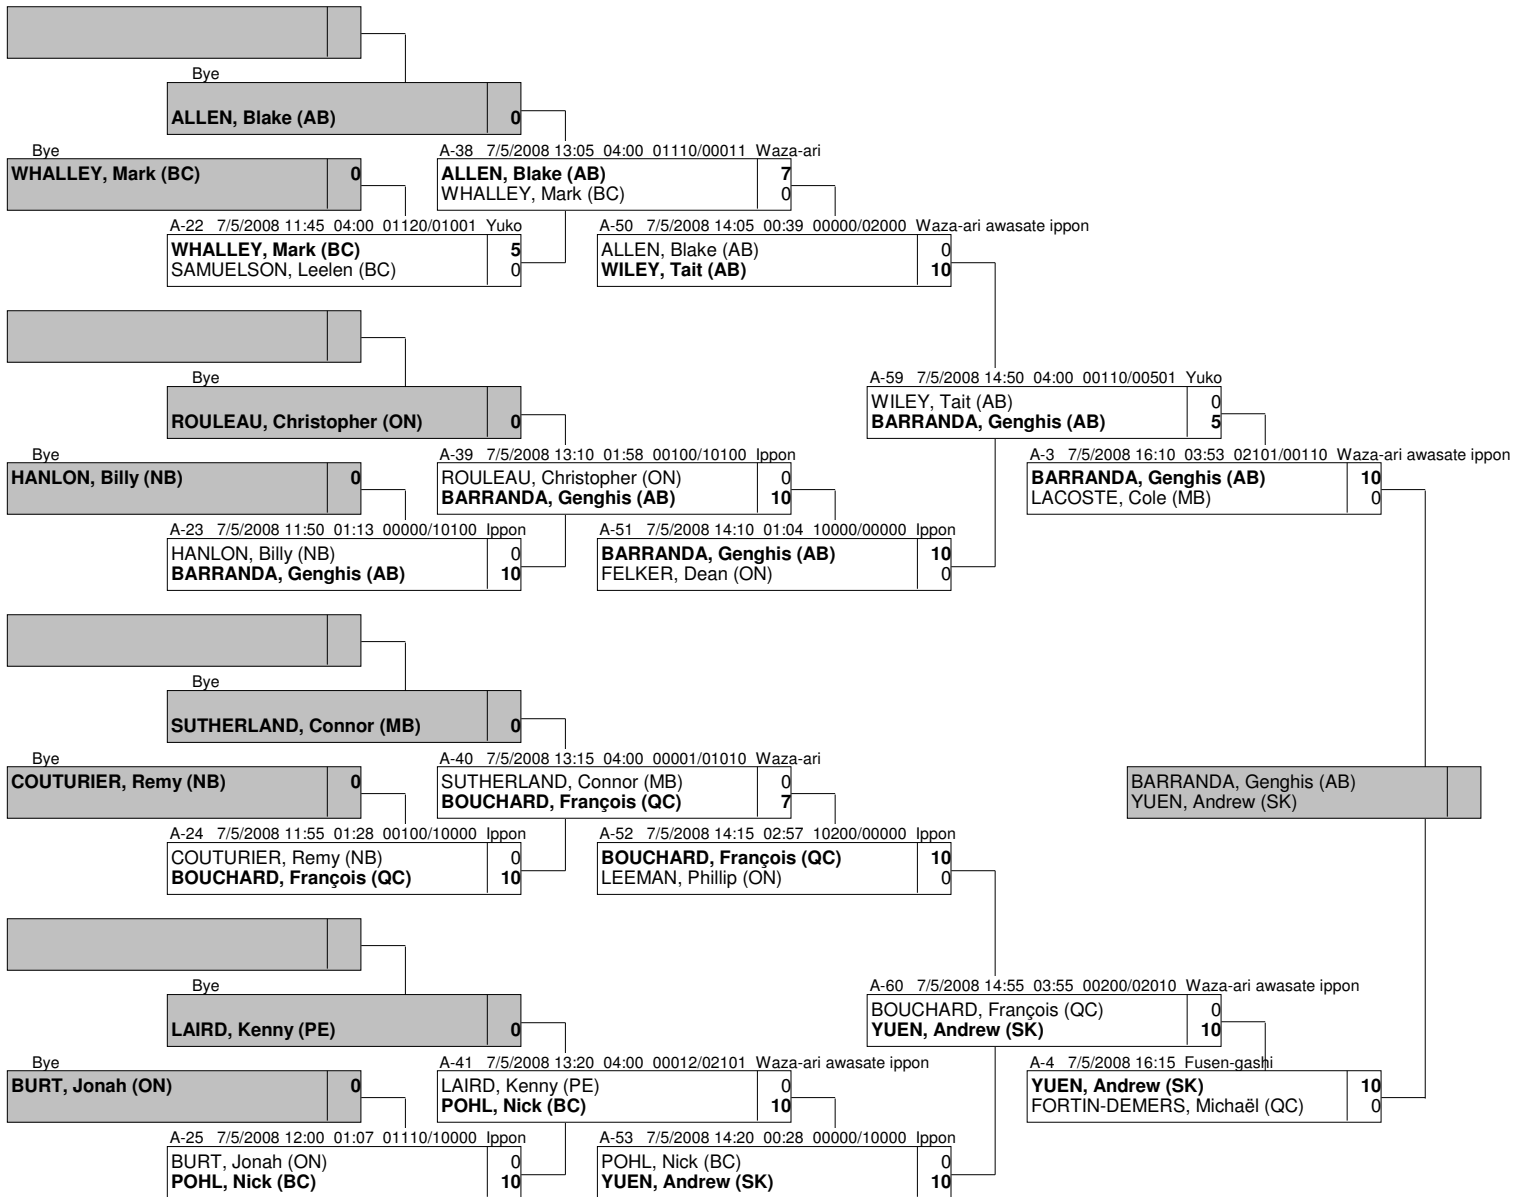 Bye
ALLEN, Blake (AB) 0
Bye
WHALLEY, Mark (BC) 0
A-38 7/5/2008 13:05 04:00 01110/00011 Waza-ari
ALLEN, Blake (AB) 7
WHALLEY, Mark (BC) 0
A-22 7/5/2008 11:45 04:00 01120/01001 Yuko
WHALLEY, Mark (BC) 5
SAMUELSON, Leelen (BC) 0
A-50 7/5/2008 14:05 00:39 00000/02000 Waza-ari awasate ippon
ALLEN, Blake (AB) 0
WILEY, Tait (AB) 10
Bye
ROULEAU, Christopher (ON) 0
A-59 7/5/2008 14:50 04:00 00110/00501 Yuko
WILEY, Tait (AB) 0
BARRANDA, Genghis (AB) 5
Bye
HANLON, Billy (NB) 0
A-39 7/5/2008 13:10 01:58 00100/10100 Ippon
ROULEAU, Christopher (ON) 0
BARRANDA, Genghis (AB) 10
A-3 7/5/2008 16:10 03:53 02101/00110 Waza-ari awasate ippon
BARRANDA, Genghis (AB) 10
LACOSTE, Cole (MB) 0
A-23 7/5/2008 11:50 01:13 00000/10100 Ippon
HANLON, Billy (NB) 0
BARRANDA, Genghis (AB) 10
A-51 7/5/2008 14:10 01:04 10000/00000 Ippon
BARRANDA, Genghis (AB) 10
FELKER, Dean (ON) 0
Bye
SUTHERLAND, Connor (MB) 0
Bye
COUTURIER, Remy (NB) 0
A-40 7/5/2008 13:15 04:00 00001/01010 Waza-ari
SUTHERLAND, Connor (MB) 0
BOUCHARD, François (QC) 7
BARRANDA, Genghis (AB)
YUEN, Andrew (SK)
A-24 7/5/2008 11:55 01:28 00100/10000 Ippon
COUTURIER, Remy (NB) 0
BOUCHARD, François (QC) 10
A-52 7/5/2008 14:15 02:57 10200/00000 Ippon
BOUCHARD, François (QC) 10
LEEMAN, Phillip (ON) 0
Bye
LAIRD, Kenny (PE) 0
A-60 7/5/2008 14:55 03:55 00200/02010 Waza-ari awasate ippon
BOUCHARD, François (QC) 0
YUEN, Andrew (SK) 10
Bye
BURT, Jonah (ON) 0
A-41 7/5/2008 13:20 04:00 00012/02101 Waza-ari awasate ippon
LAIRD, Kenny (PE) 0
POHL, Nick (BC) 10
A-4 7/5/2008 16:15 Fusen-gashi
YUEN, Andrew (SK) 10
FORTIN-DEMERS, Michaël (QC) 0
A-25 7/5/2008 12:00 01:07 01110/10000 Ippon
BURT, Jonah (ON) 0
POHL, Nick (BC) 10
A-53 7/5/2008 14:20 00:28 00000/10000 Ippon
POHL, Nick (BC) 0
YUEN, Andrew (SK) 10